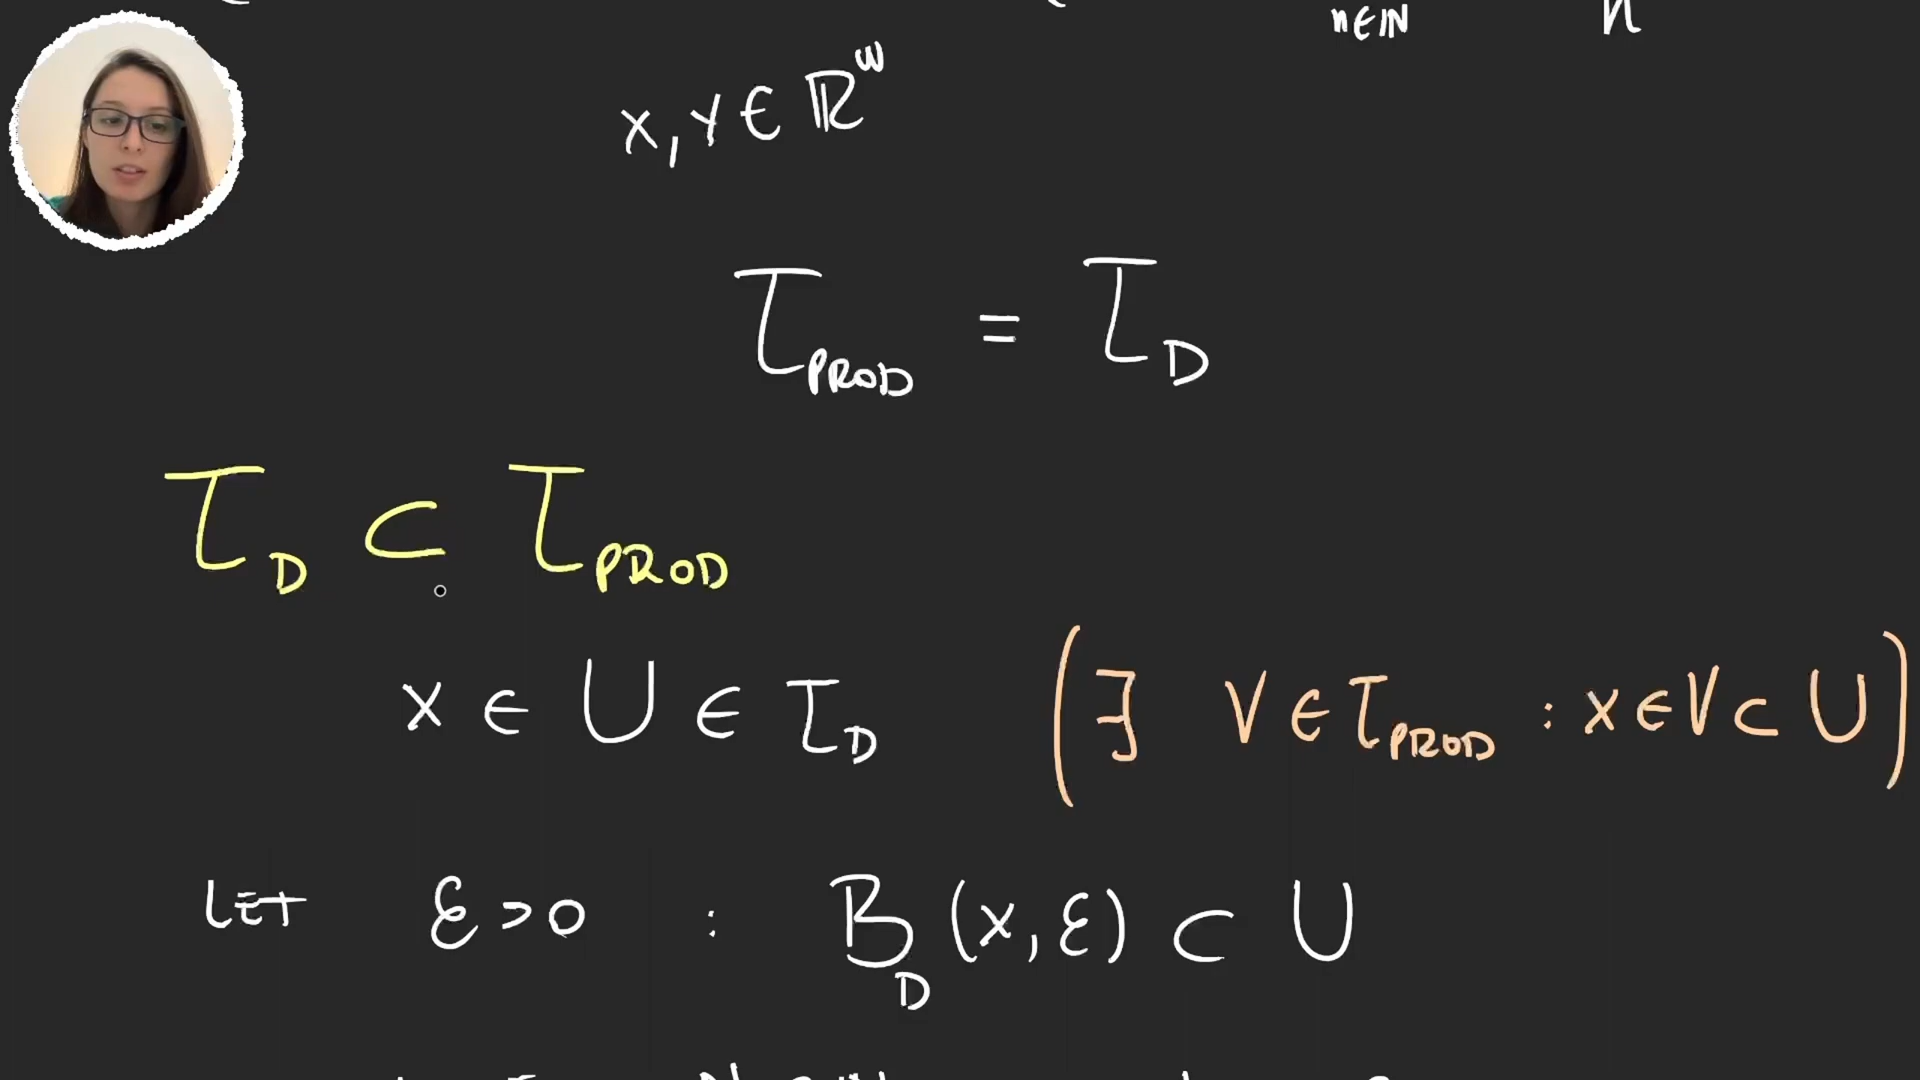 n∈ℕ n
x, y ∈ ℝ^ω
τ_PROD = τ_D
τ_D ⊂ τ_PROD
x ∈ U ∈ τ_D (∃ V ∈ τ_PROD : x ∈ V ⊂ U)
LET ε > 0 : B_D (x, ε) ⊂ U